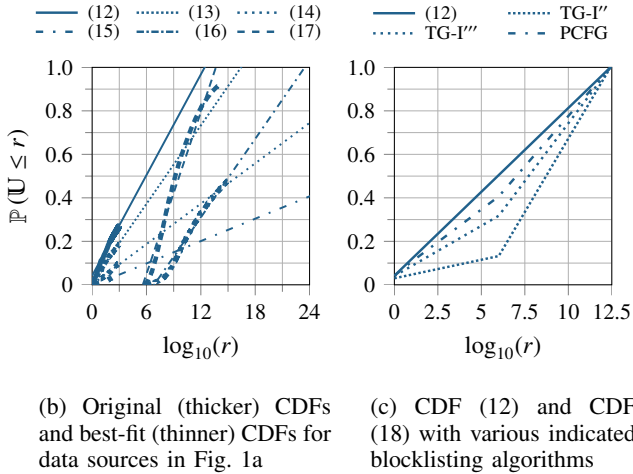 (12) (13) (14)
(15) (16) (17)
1.0
0.8
0.6
0.4
0.2
0
ℙ (𝕌 ≤ r)
0 6 12 18 24
log₁₀(r)
(b) Original (thicker) CDFs
and best-fit (thinner) CDFs for
data sources in Fig. 1a
(12) TG-I′′
TG-I′′′ PCFG
1.0
0.8
0.6
0.4
0.2
0
0 2.5 5 7.5 10 12.5
log₁₀(r)
(c) CDF (12) and CDF
(18) with various indicated
blocklisting algorithms